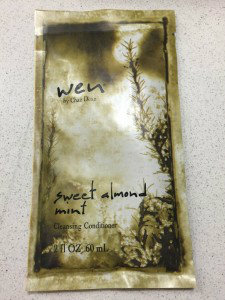 wen
by Chaz Dean
sweet almond
mint
Cleansing Conditioner
2 fl OZ 60 mL